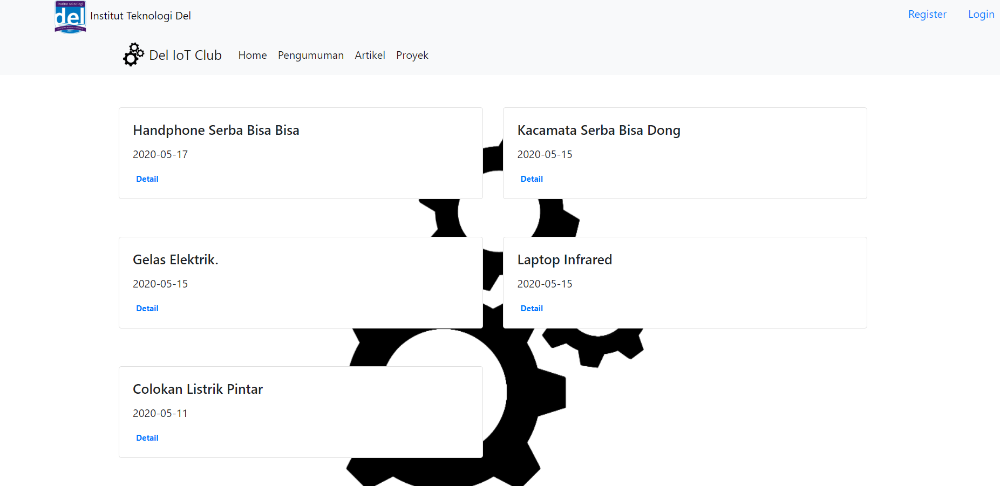 institut teknologi
del
Institut Teknologi Del
Register
Login
Del IoT Club
Home
Pengumuman
Artikel
Proyek
Handphone Serba Bisa Bisa
2020-05-17
Detail
Kacamata Serba Bisa Dong
2020-05-15
Detail
Gelas Elektrik.
2020-05-15
Detail
Laptop Infrared
2020-05-15
Detail
Colokan Listrik Pintar
2020-05-11
Detail